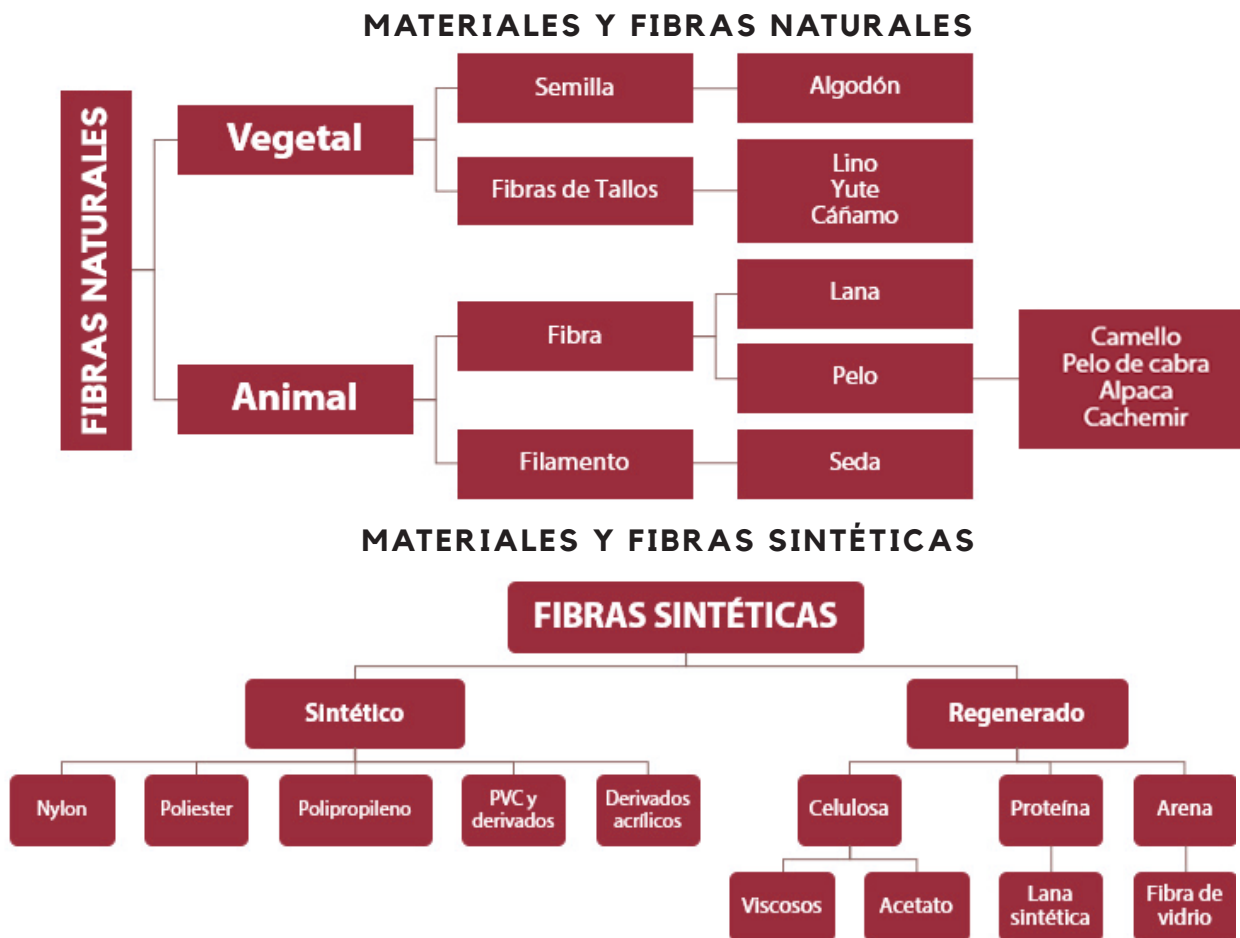 MATERIALES Y FIBRAS NATURALES
FIBRAS NATURALES
Vegetal
Semilla
Algodón
Fibras de Tallos
Lino
Yute
Cáñamo
Animal
Fibra
Lana
Pelo
Camello
Pelo de cabra
Alpaca
Cachemir
Filamento
Seda
MATERIALES Y FIBRAS SINTÉTICAS
FIBRAS SINTÉTICAS
Sintético
Regenerado
Nylon
Poliester
Polipropileno
PVC y
derivados
Derivados
acrílicos
Celulosa
Proteína
Arena
Viscosos
Acetato
Lana
sintética
Fibra de
vidrio